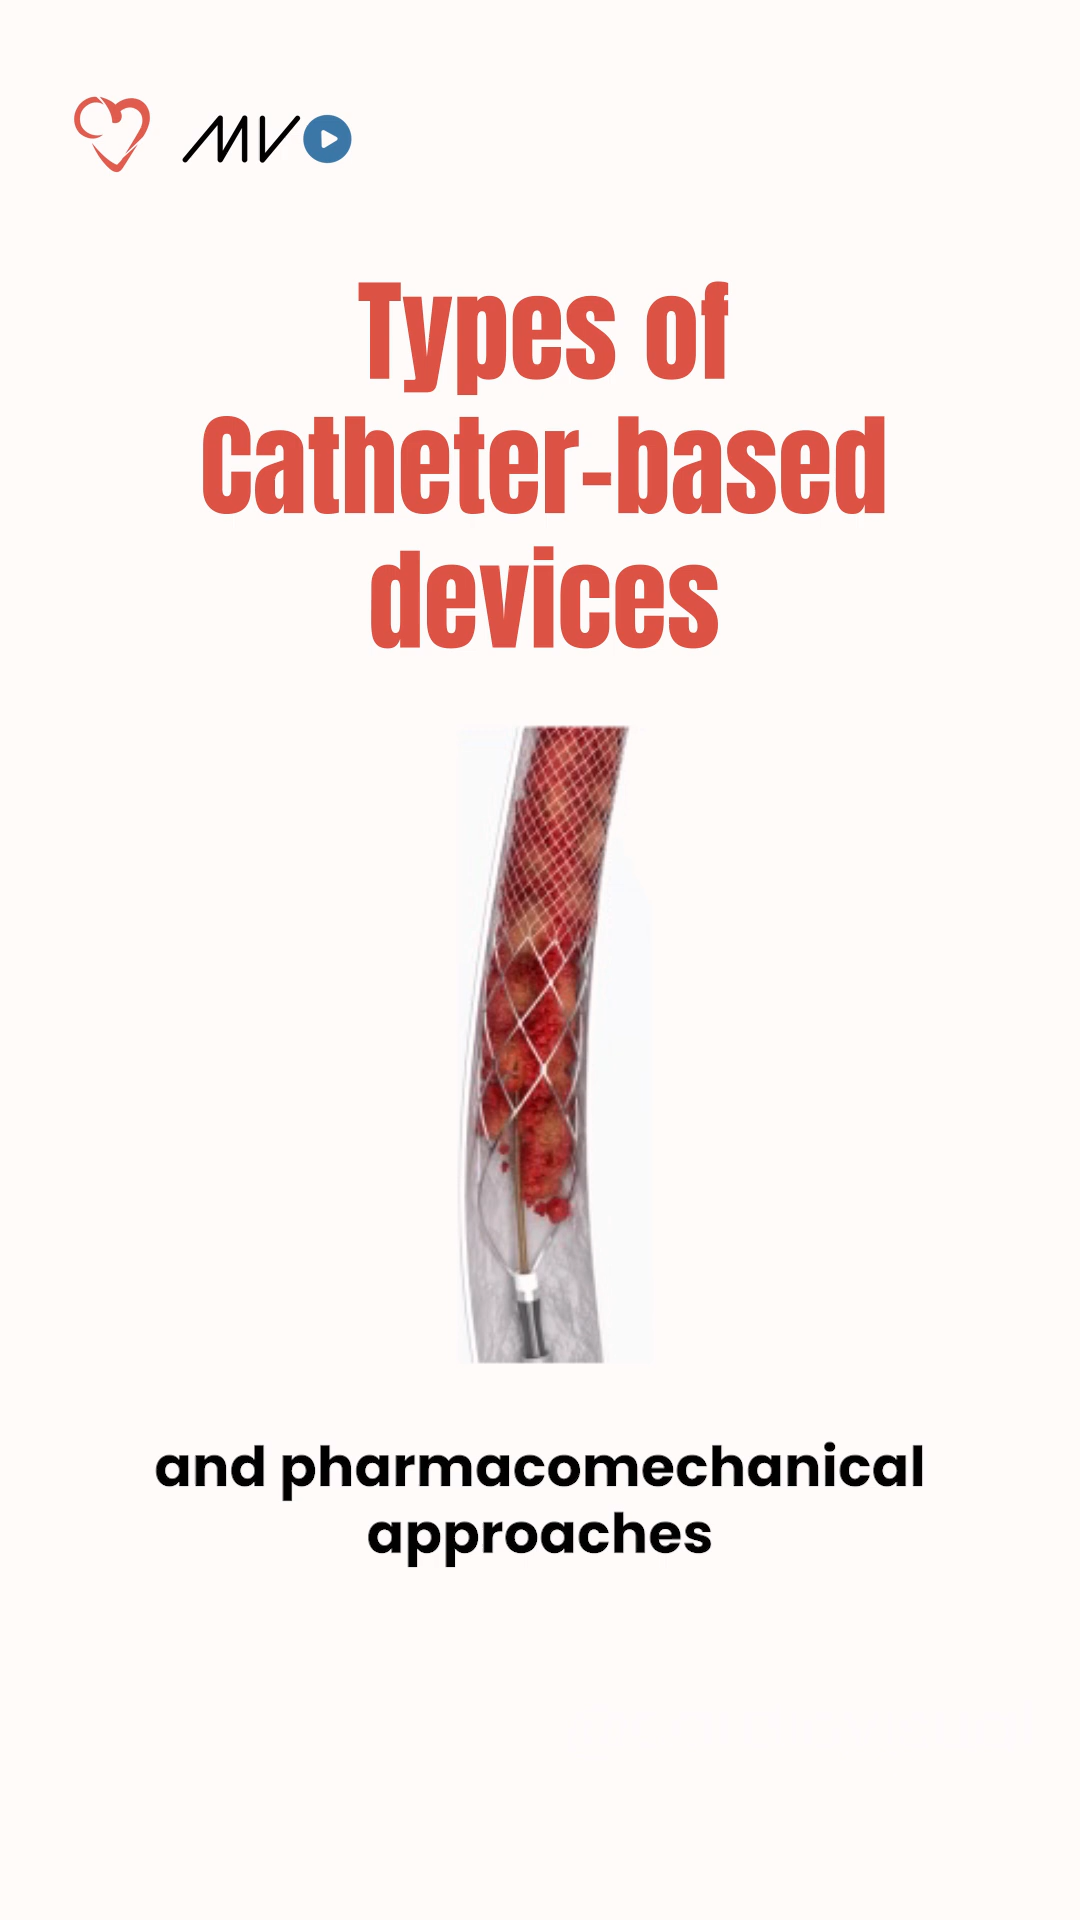 MV
Types of
Catheter-based
devices
and pharmacomechanical
approaches